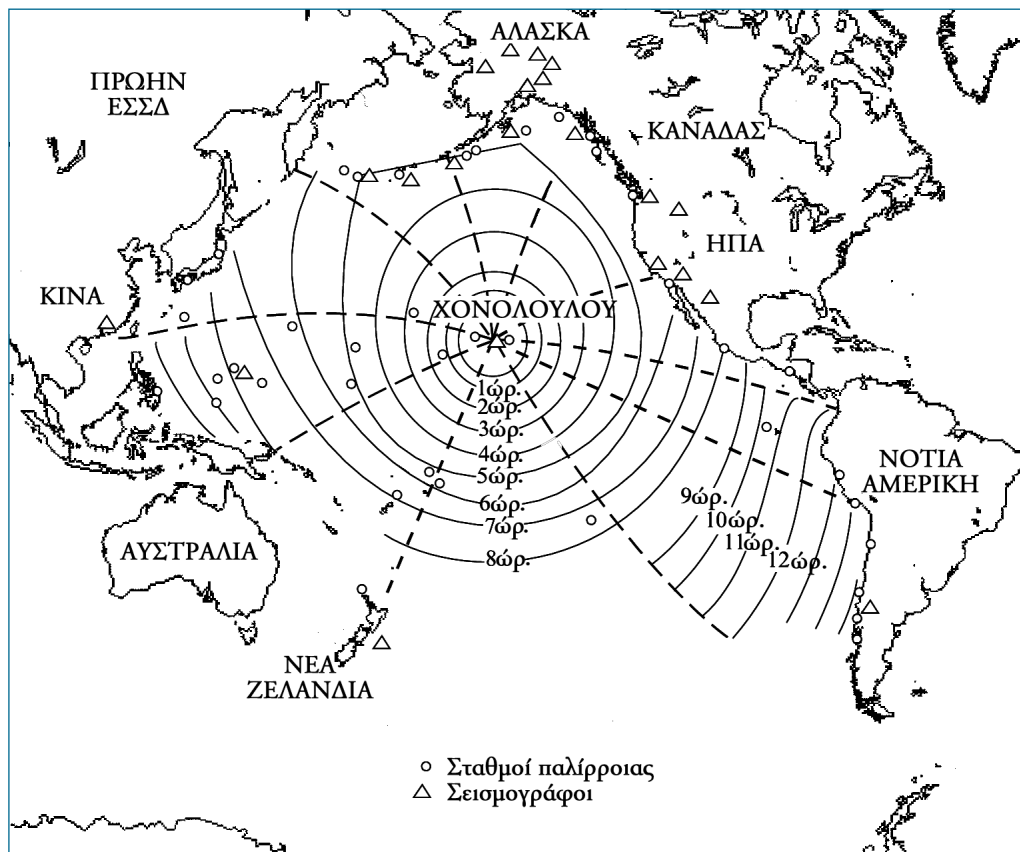 ΑΛΑΣΚΑ
ΠΡΩΗΝ
ΕΣΣΔ
ΚΑΝΑΔΑΣ
ΗΠΑ
ΚΙΝΑ
ΧΟΝΟΛΟΥΛΟΥ
1ώρ.
2ώρ.
3ώρ.
4ώρ.
5ώρ.
6ώρ.
7ώρ.
8ώρ.
9ώρ.
10ώρ.
11ώρ.
12ώρ.
ΝΟΤΙΑ
ΑΜΕΡΙΚΗ
ΑΥΣΤΡΑΛΙΑ
ΝΕΑ
ΖΕΛΑΝΔΙΑ
Σταθμοί παλίρροιας
Σεισμογράφοι